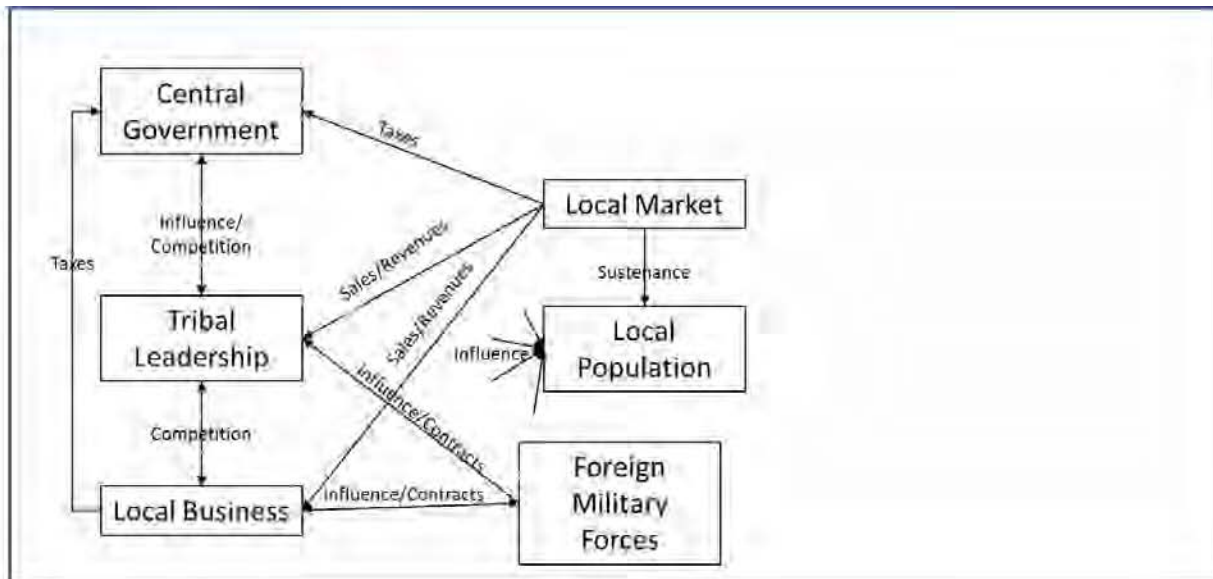 Central
Government
Taxes
Local Market
Influence/
Competition
Taxes
Sales/Revenues
Sales/Revenues
Sustenance
Tribal
Leadership
Influence
Local
Population
Influence/Contracts
Competition
Foreign
Military
Forces
Influence/Contracts
Local Business